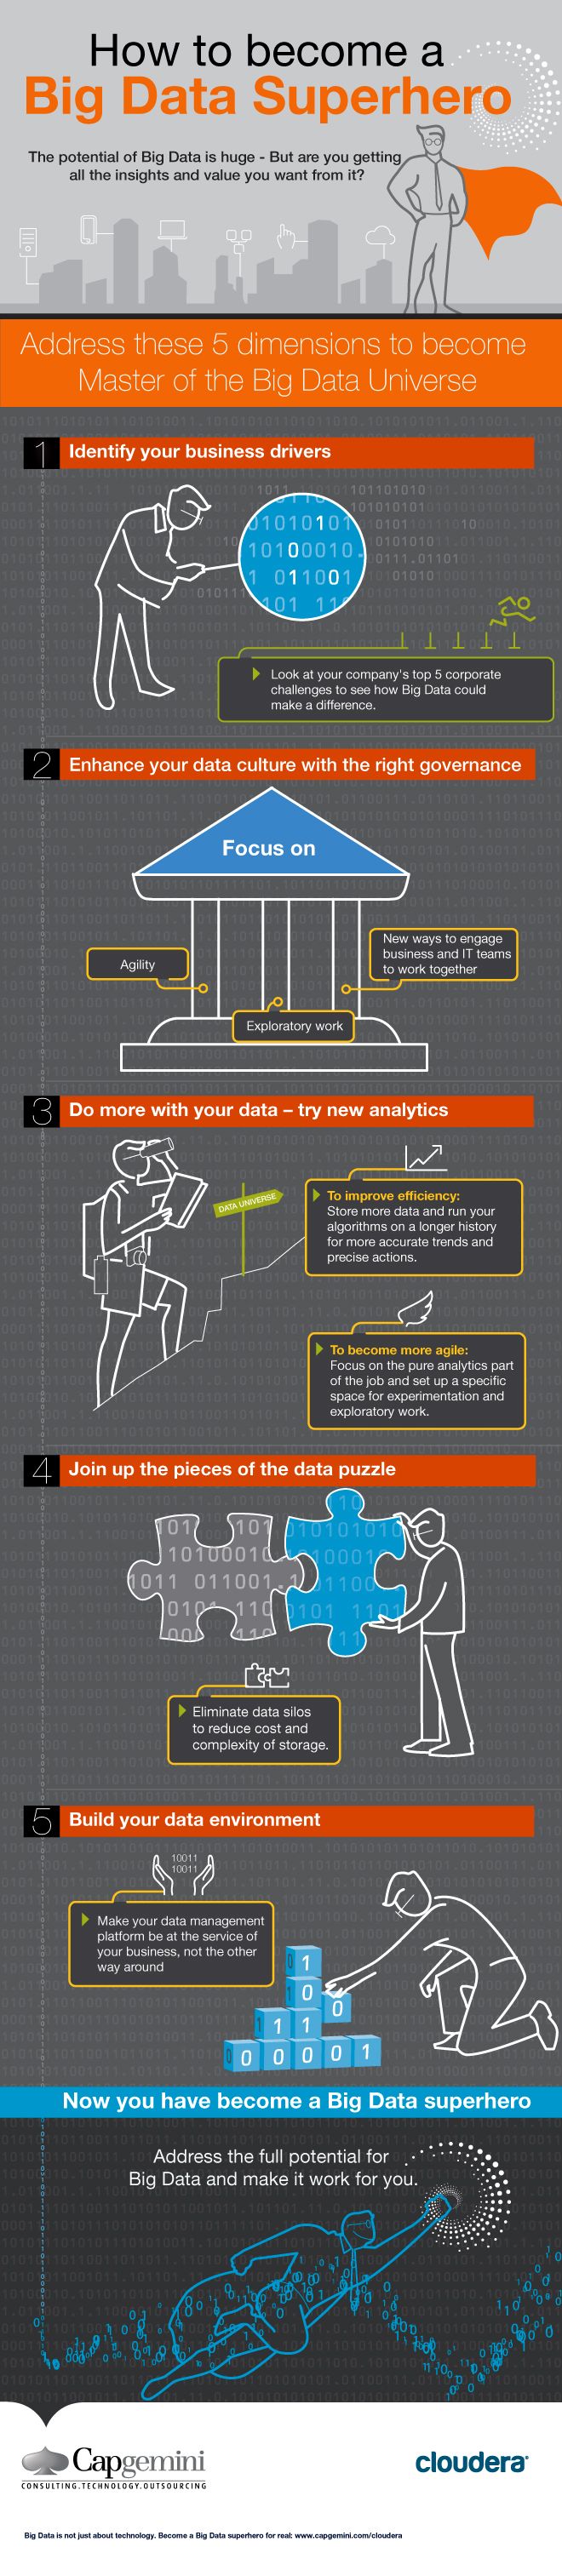 How to become a
Big Data Superhero
The potential of Big Data is huge - But are you getting
all the insights and value you want from it?
Address these 5 dimensions to become
Master of the Big Data Universe
1 Identify your business drivers
Look at your company's top 5 corporate
challenges to see how Big Data could
make a difference.
2 Enhance your data culture with the right governance
Focus on
Agility
New ways to engage
business and IT teams
to work together
Exploratory work
3 Do more with your data – try new analytics
DATA UNIVERSE
To improve efficiency:
Store more data and run your
algorithms on a longer history
for more accurate trends and
precise actions.
To become more agile:
Focus on the pure analytics part
of the job and set up a specific
space for experimentation and
exploratory work.
4 Join up the pieces of the data puzzle
Eliminate data silos
to reduce cost and
complexity of storage.
5 Build your data environment
10011
10011
Make your data management
platform be at the service of
your business, not the other
way around
1
0
0
1 1
0 0 0 0 1
Now you have become a Big Data superhero
Address the full potential for
Big Data and make it work for you.
Capgemini
CONSULTING.TECHNOLOGY.OUTSOURCING
cloudera
Big Data is not just about technology. Become a Big Data superhero for real: www.capgemini.com/cloudera